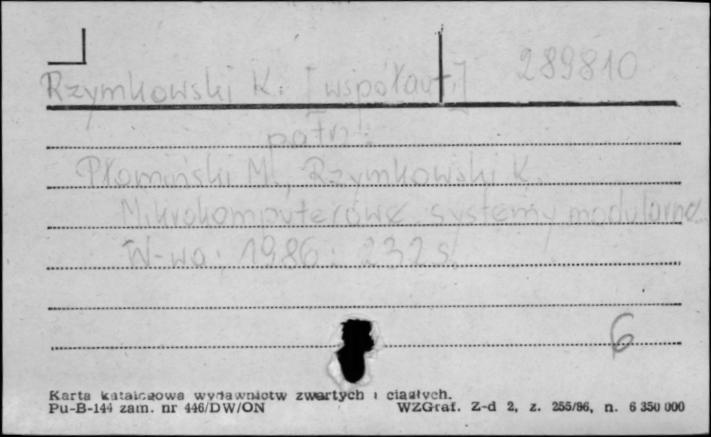 Rzymkowski K. [współaut.] 289810
patrz:
Płomiński M., Rzymkowski K.
Mikrokomputerowe systemy modularne.
W-wa: 1986: 232 s.
6
Karta katalogowa wydawnictw zwartych i ciągłych.
Pu-B-144 zam. nr 446/DW/ON WZGraf. Z-d 2, z. 255/86, n. 6 350 000